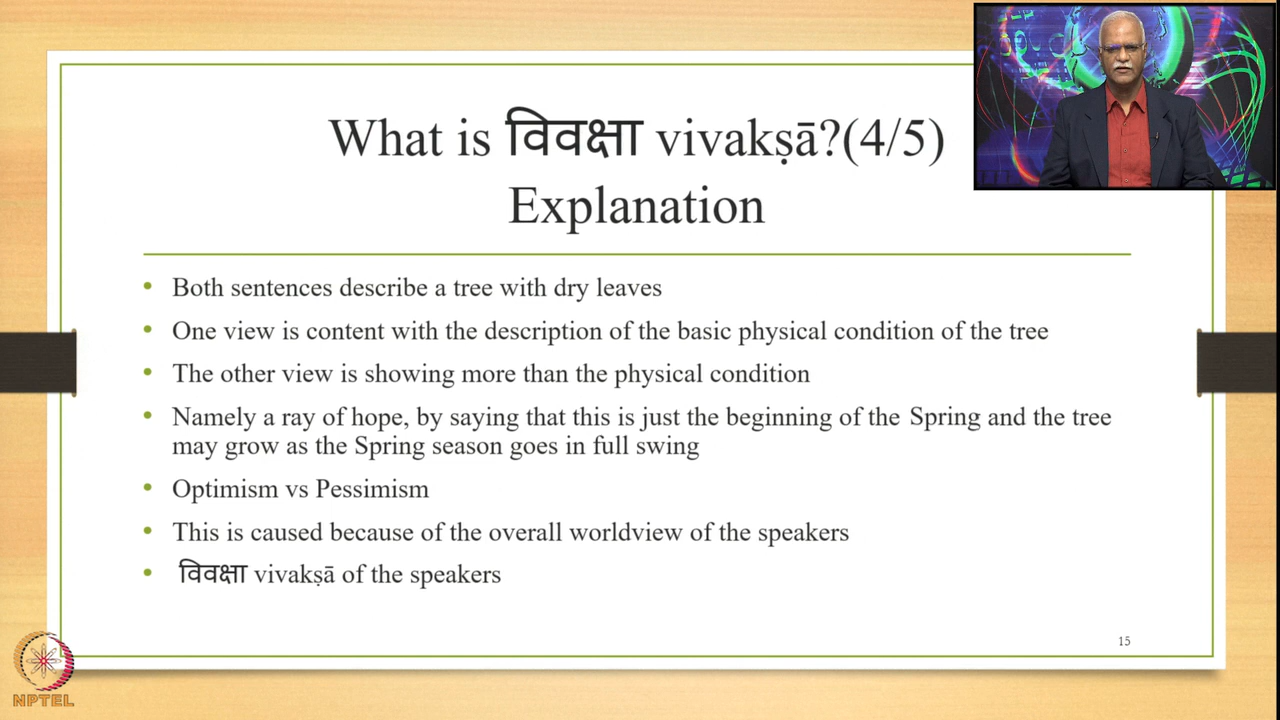 What is विवक्षा vivakṣā?(4/5)
Explanation
• Both sentences describe a tree with dry leaves
• One view is content with the description of the basic physical condition of the tree
• The other view is showing more than the physical condition
• Namely a ray of hope, by saying that this is just the beginning of the Spring and the tree
may grow as the Spring season goes in full swing
• Optimism vs Pessimism
• This is caused because of the overall worldview of the speakers
• विवक्षा vivakṣā of the speakers
15
NPTEL